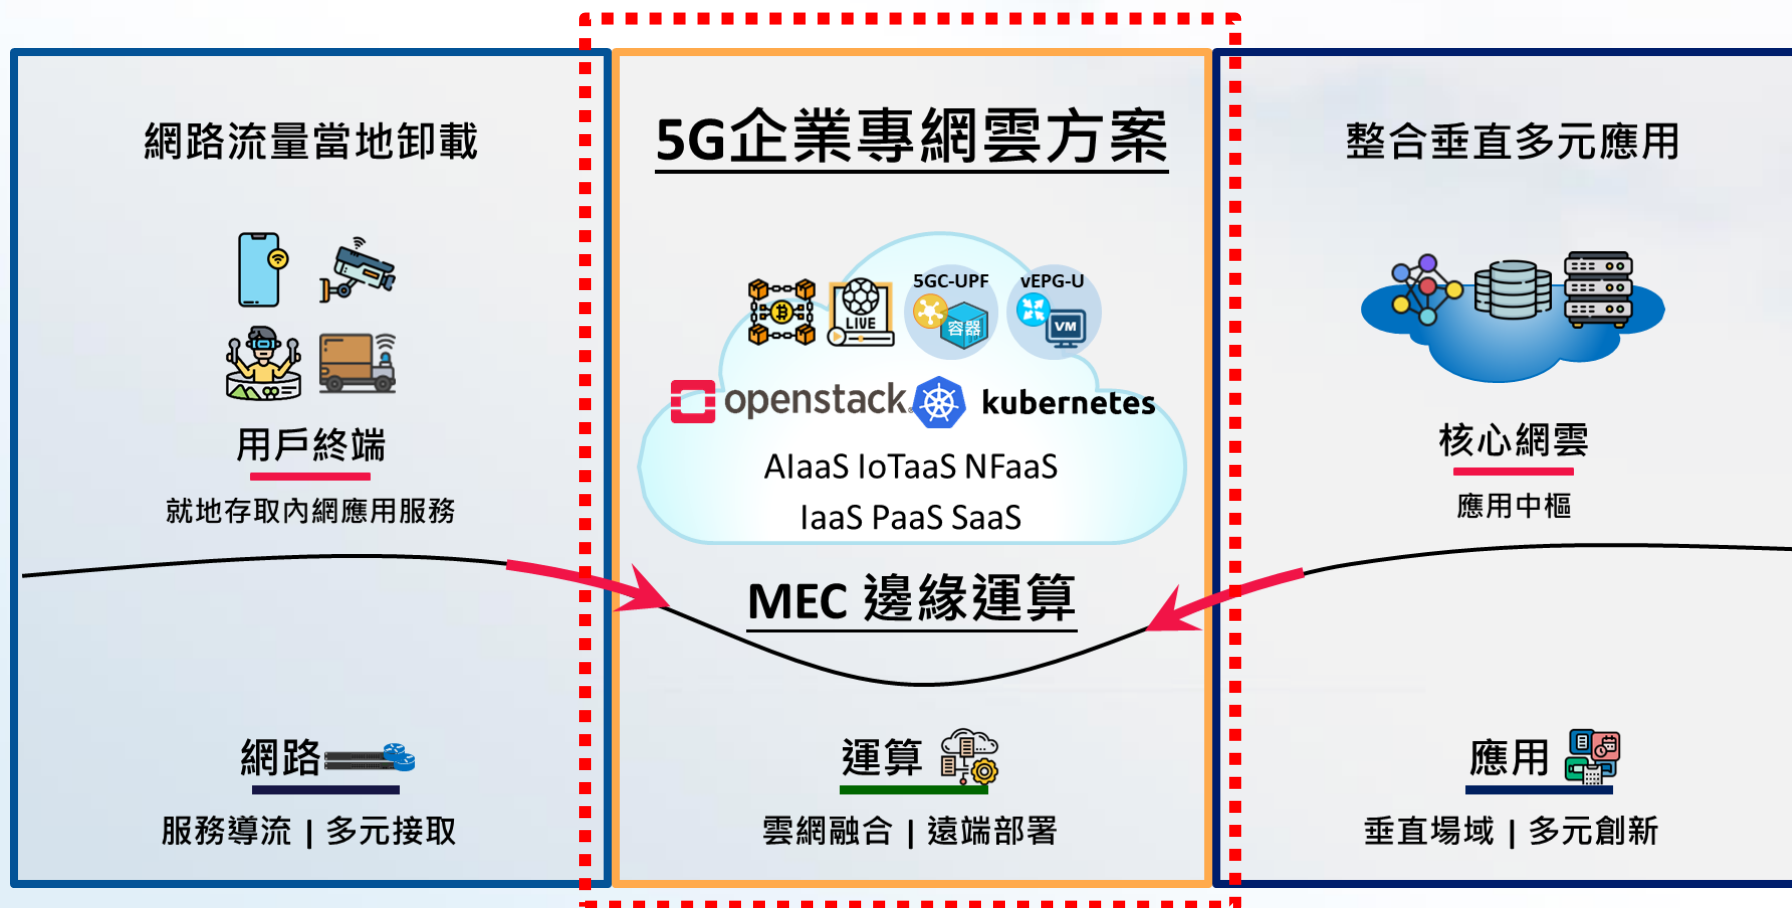 網路流量當地卸載
用戶終端
就地存取內網應用服務
網路
服務導流 | 多元接取
5G企業專網雲方案
LIVE
5GC-UPF
容器
vEPG-U
VM
openstack
kubernetes
AIaaS IoTaaS NFaaS
IaaS PaaS SaaS
MEC 邊緣運算
運算
雲網融合 | 遠端部署
整合垂直多元應用
核心網雲
應用中樞
應用
垂直場域 | 多元創新